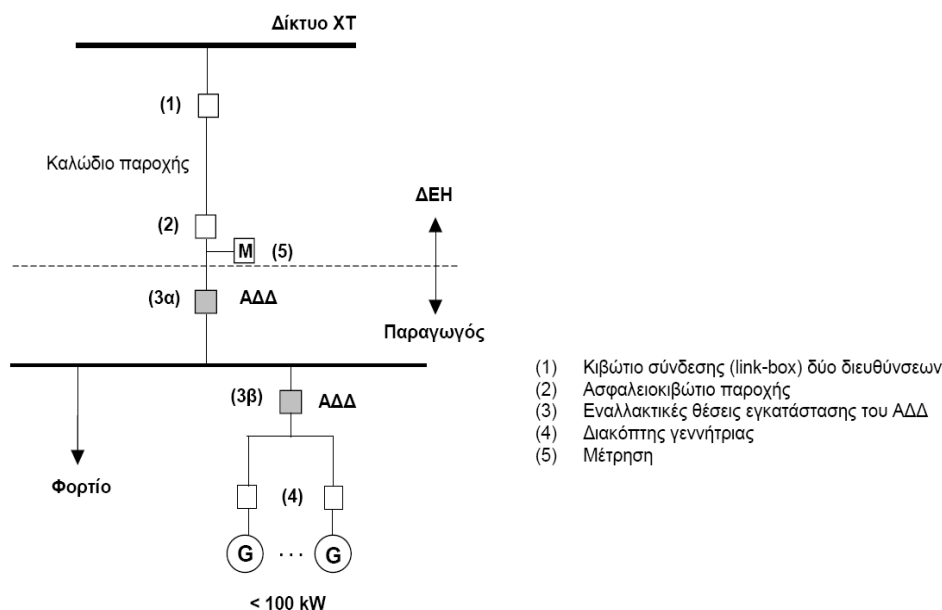 Δίκτυο ΧΤ
(1)
Καλώδιο παροχής
ΔΕΗ
(2)
M (5)
(3α) ΑΔΔ
Παραγωγός
(3β) ΑΔΔ
Φορτίο
(4)
G ... G
< 100 kW
(1) Κιβώτιο σύνδεσης (link-box) δύο διευθύνσεων
(2) Ασφαλειοκιβώτιο παροχής
(3) Εναλλακτικές θέσεις εγκατάστασης του ΑΔΔ
(4) Διακόπτης γεννήτριας
(5) Μέτρηση